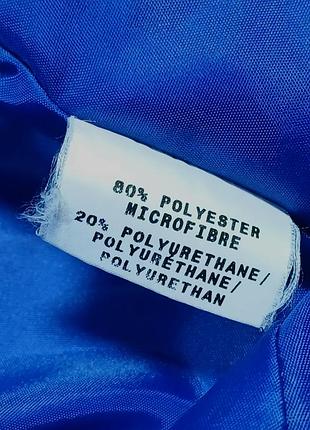 80% POLYESTER
MICROFIBRE
20% POLYURETHANE/
POLYURÉTHANE/
POLYURETHAN